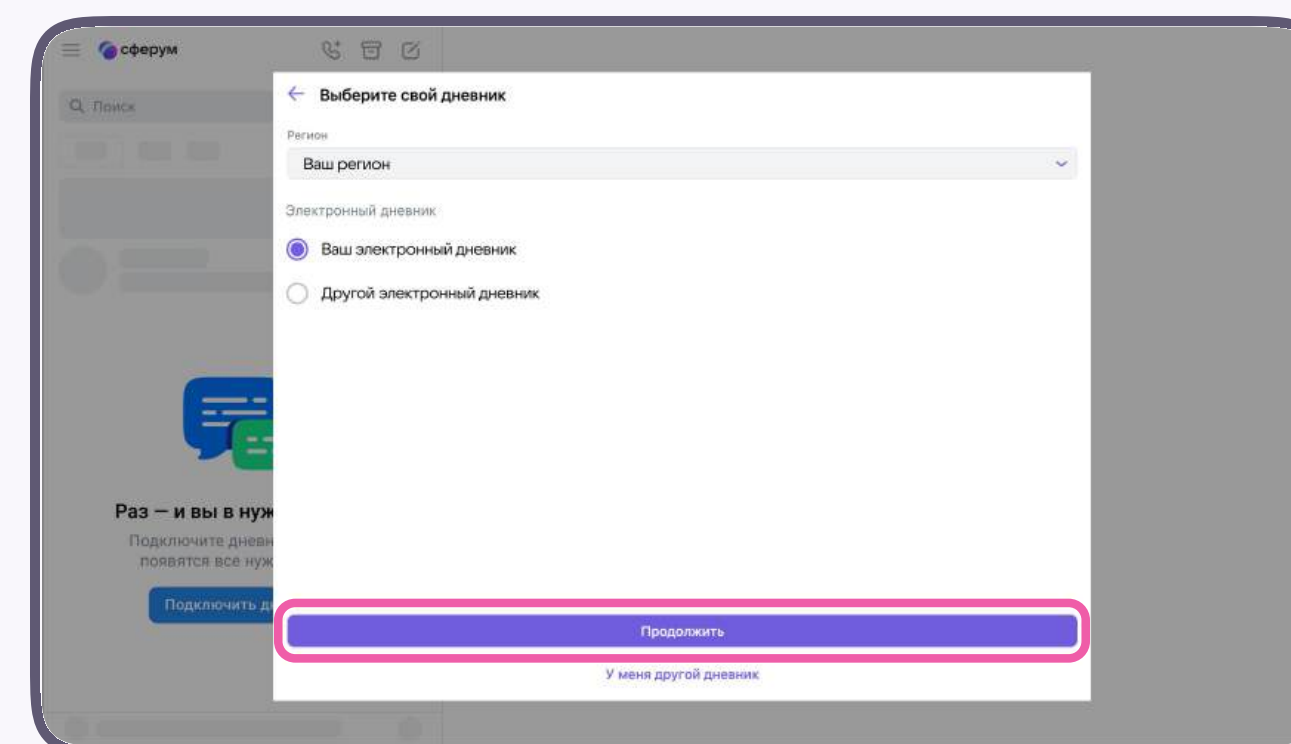 сферум
Поиск
Выберите свой дневник
Регион
Ваш регион
Электронный дневник
Ваш электронный дневник
Другой электронный дневник
Раз — и вы в нуж
Подключите дневн
появятся все нуж
Подключить д
Продолжить
У меня другой дневник